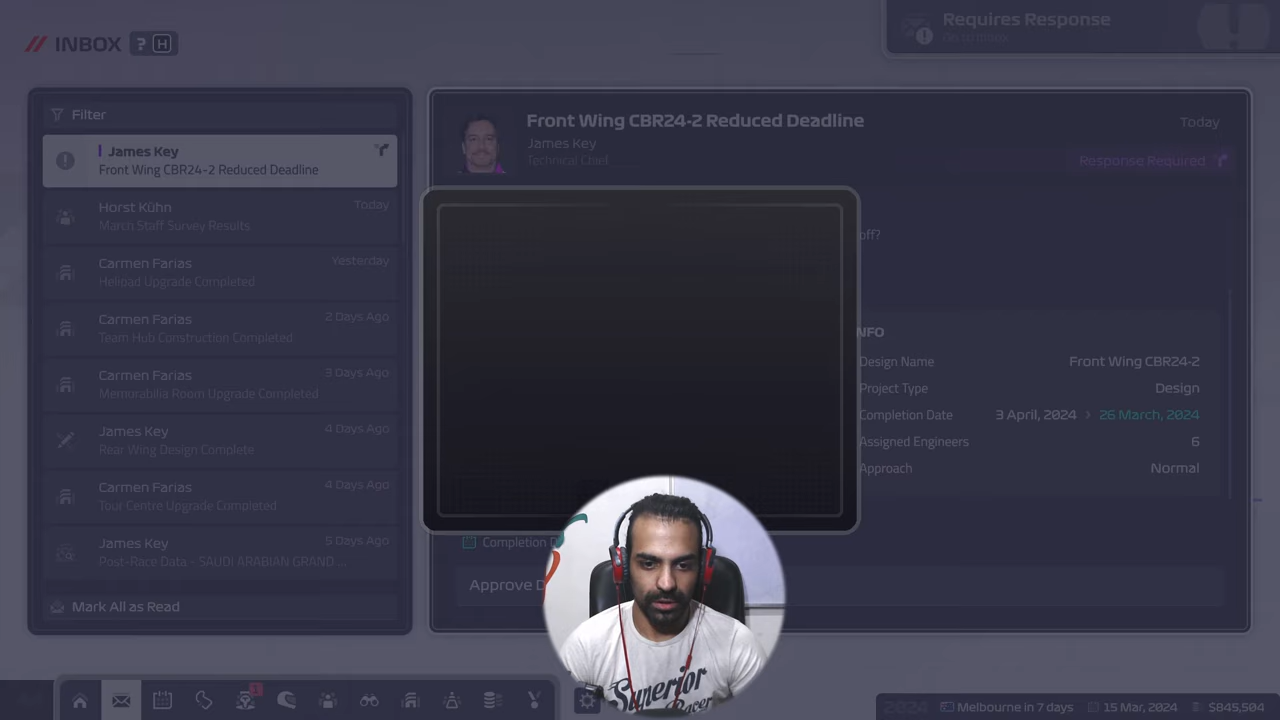 INBOX ? H
Requires Response
Go to Inbox
Filter
James Key
Front Wing CBR24-2 Reduced Deadline
Horst Kühn
Today
March Staff Survey Results
Carmen Farias
Yesterday
Helipad Upgrade Completed
Carmen Farias
2 Days Ago
Team Hub Construction Completed
Carmen Farias
3 Days Ago
Memorabilia Room Upgrade Completed
James Key
4 Days Ago
Rear Wing Design Complete
Carmen Farias
4 Days Ago
Tour Centre Upgrade Completed
James Key
5 Days Ago
Post-Race Data - SAUDI ARABIAN GRAND ...
Mark All as Read
Front Wing CBR24-2 Reduced Deadline
Today
James Key
Technical Chief
Response Required
off?
NFO
Design Name
Front Wing CBR24-2
Project Type
Design
Completion Date
3 April, 2024 > 26 March, 2024
Assigned Engineers
6
Approach
Normal
Completion D
Approve D
Superior
Racer
1
2024
Melbourne in 7 days
15 Mar, 2024
$845,504